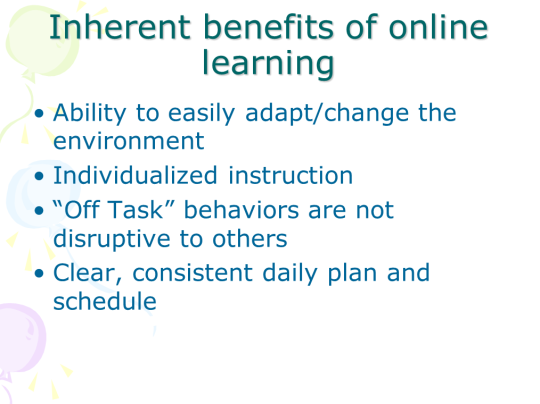 Inherent benefits of online
learning
• Ability to easily adapt/change the
environment
• Individualized instruction
• “Off Task” behaviors are not
disruptive to others
• Clear, consistent daily plan and
schedule